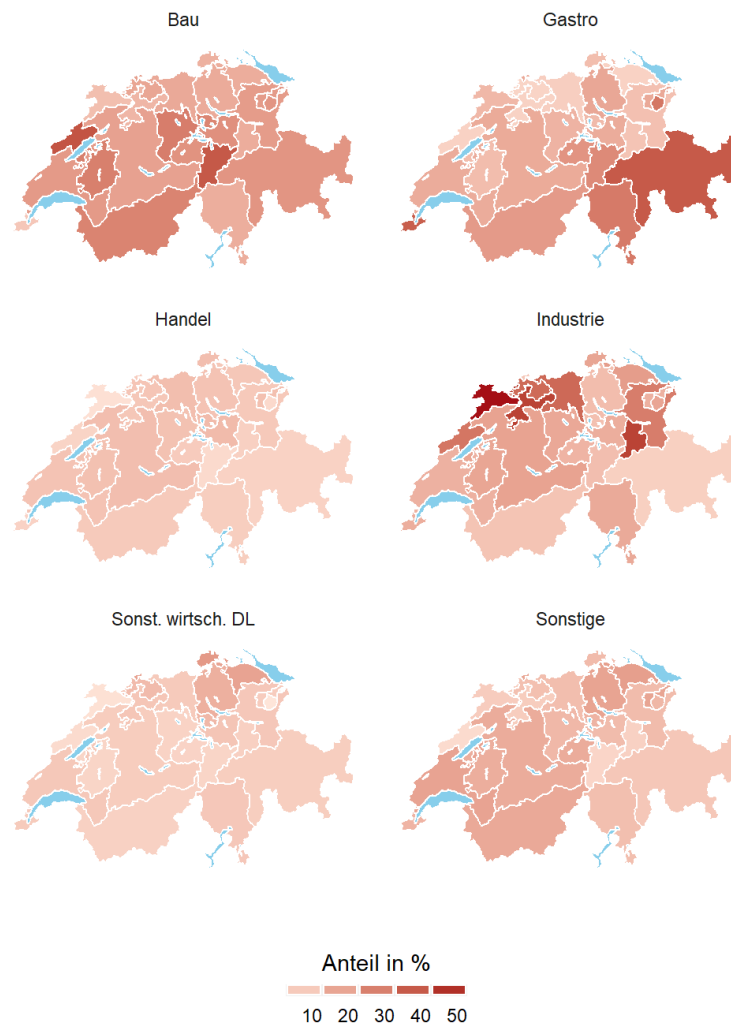 Bau Gastro
Handel Industrie
Sonst. wirtsch. DL Sonstige
Anteil in %
10 20 30 40 50